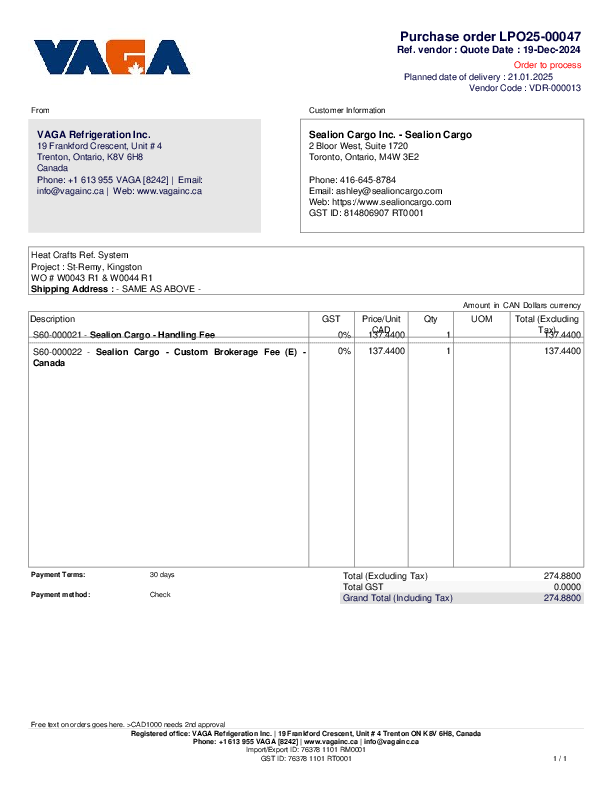 VAGA
Purchase order LPO25-00047
Ref. vendor : Quote Date : 19-Dec-2024
Order to process
Planned date of delivery : 21.01.2025
Vendor Code : VDR-000013
From
VAGA Refrigeration Inc.
19 Frankford Crescent, Unit # 4
Trenton, Ontario, K8V 6H8
Canada
Phone: +1 613 955 VAGA [8242] | Email:
info@vagainc.ca | Web: www.vagainc.ca
Customer Information
Sealion Cargo Inc. - Sealion Cargo
2 Bloor West, Suite 1720
Toronto, Ontario, M4W 3E2
Phone: 416-645-8784
Email: ashley@sealioncargo.com
Web: https://www.sealioncargo.com
GST ID: 814806907 RT0001
Heat Crafts Ref. System
Project : St-Remy, Kingston
WO # W0043 R1 & W0044 R1
Shipping Address : - SAME AS ABOVE -
Amount in CAN Dollars currency
Description GST Price/Unit CAD Qty UOM Total (Excluding Tax)
S60-000021 - Sealion Cargo - Handling Fee 0% 137.4400 1 137.4400
S60-000022 - Sealion Cargo - Custom Brokerage Fee (E) - 0% 137.4400 1 137.4400
Canada
Payment Terms: 30 days
Payment method: Check
Total (Excluding Tax) 274.8800
Total GST 0.0000
Grand Total (Including Tax) 274.8800
Free text on orders goes here. >CAD1000 needs 2nd approval
Registered office: VAGA Refrigeration Inc. | 19 Frankford Crescent, Unit # 4 Trenton ON K8V 6H8, Canada
Phone: +1 613 955 VAGA [8242] | www.vagainc.ca | info@vagainc.ca
Import/Export ID: 76378 1101 RM0001
GST ID: 76378 1101 RT0001
1 / 1